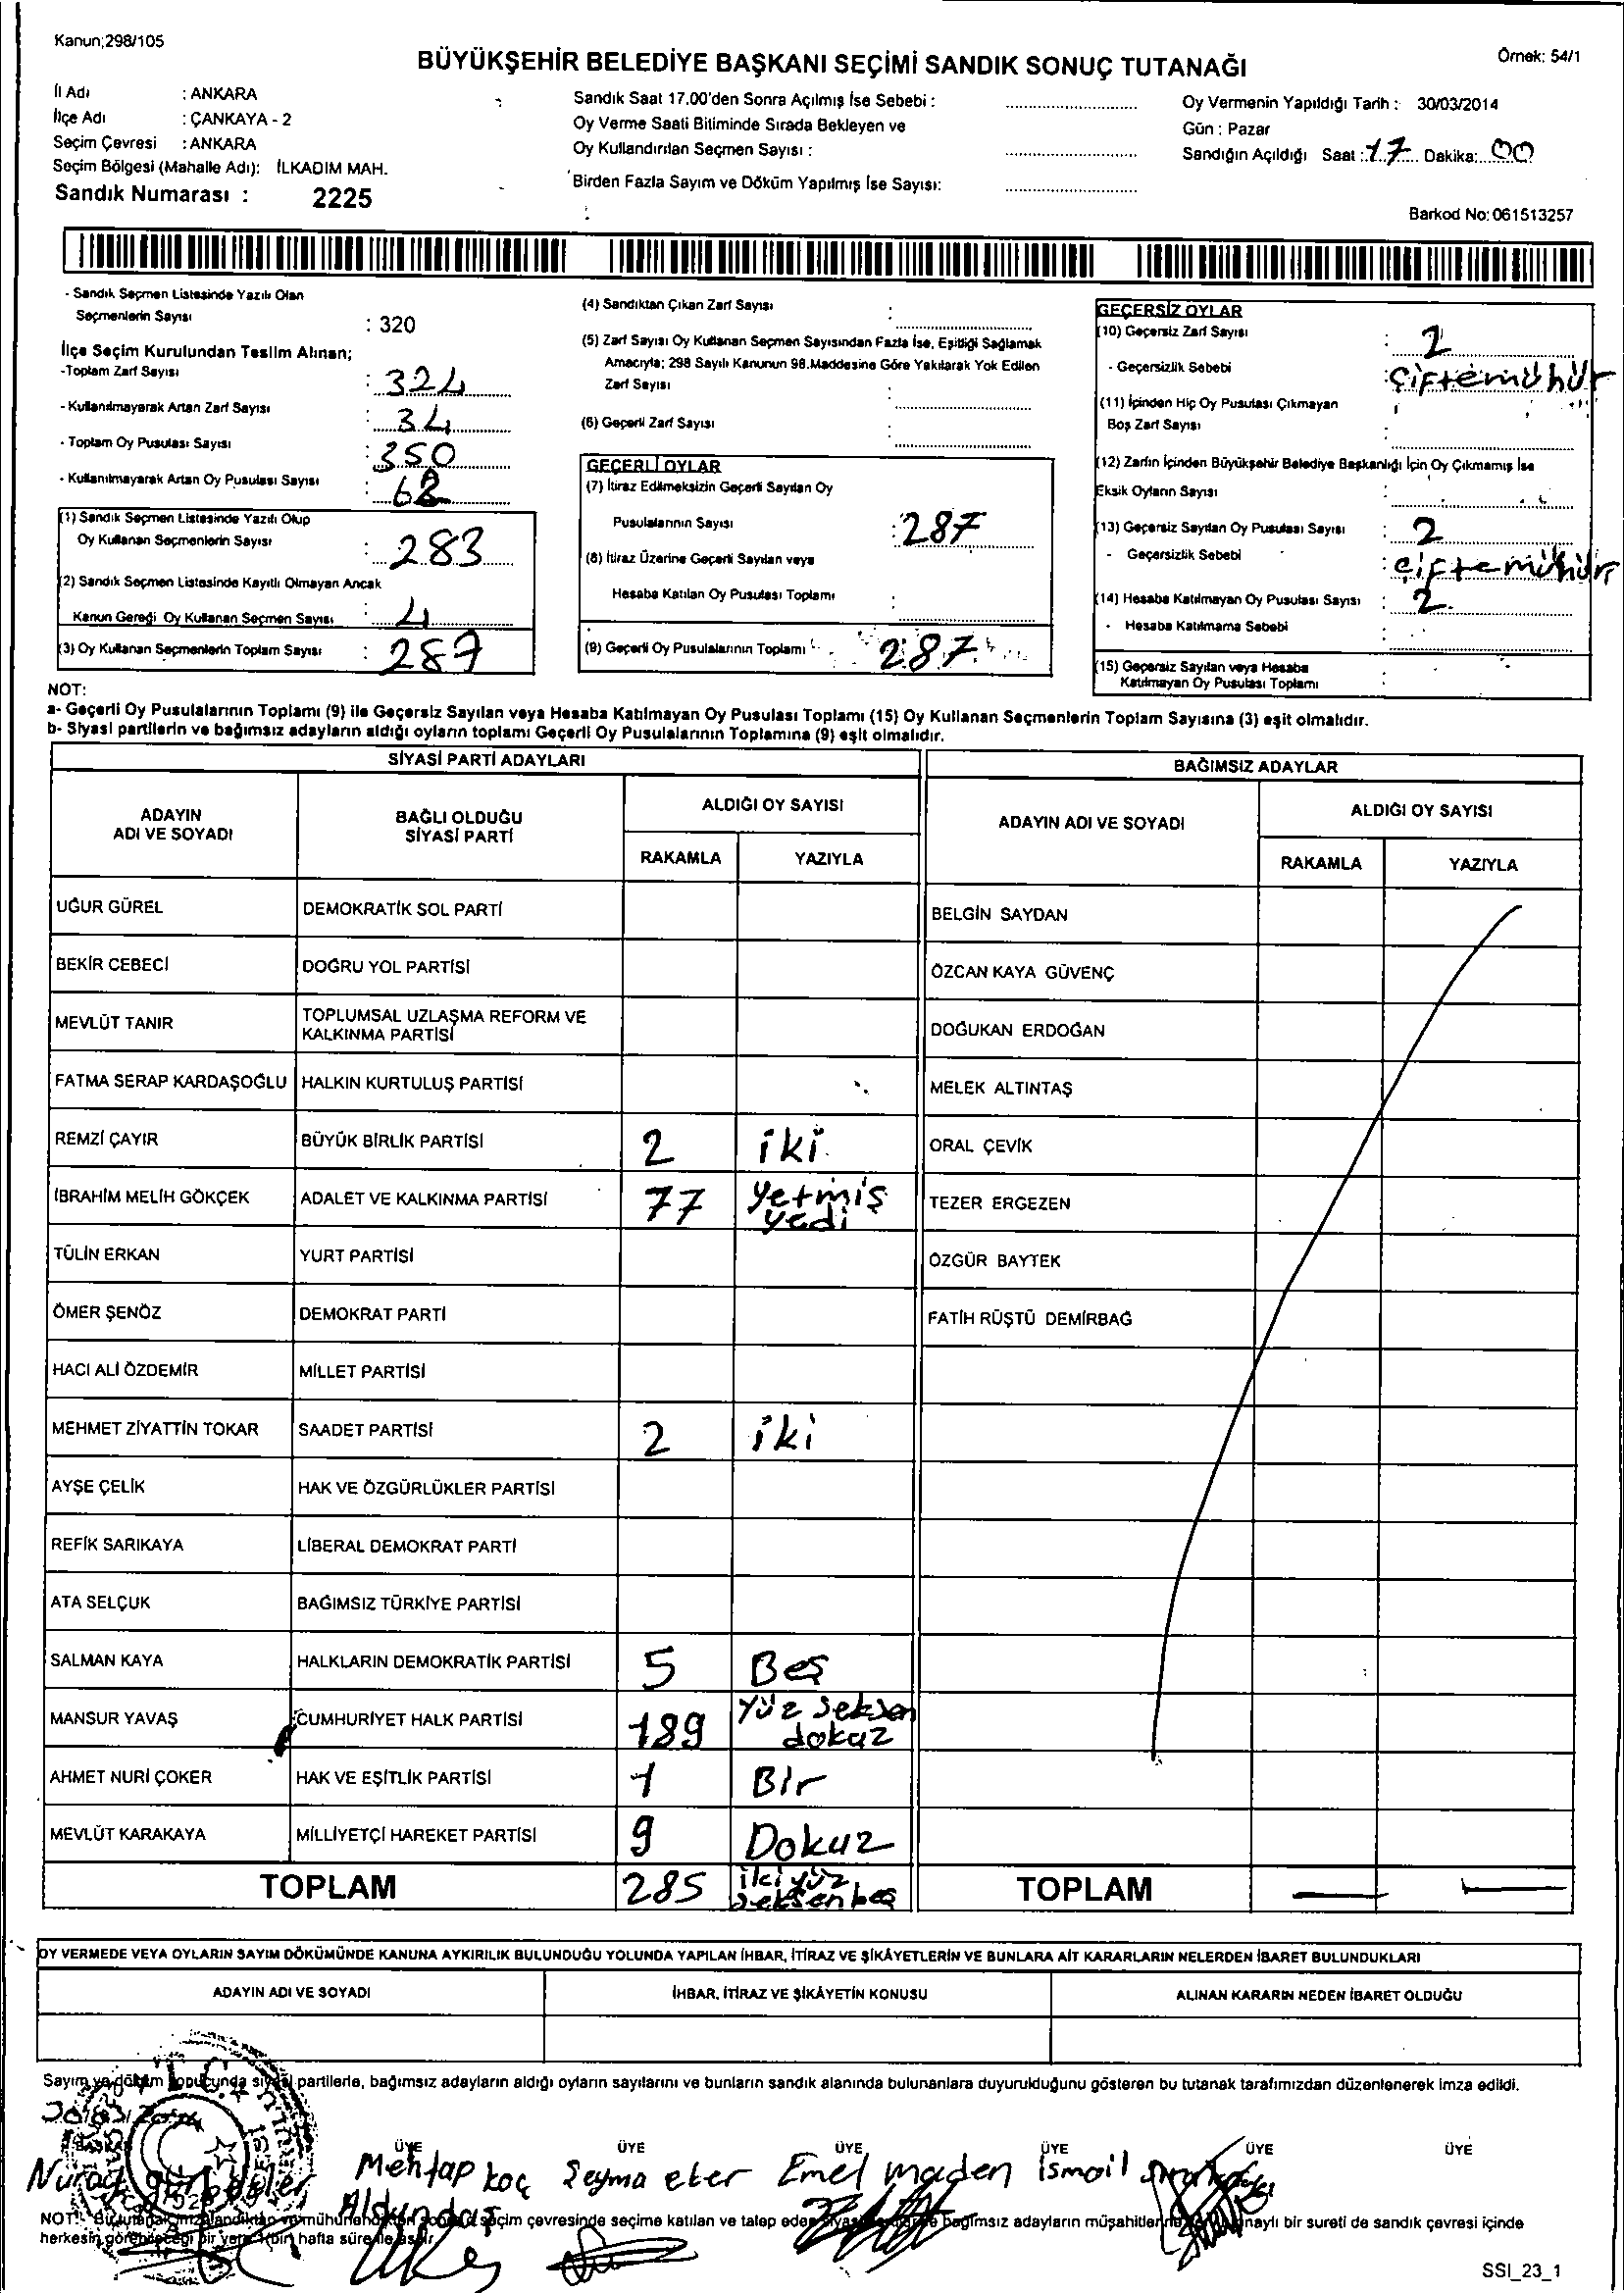 Kanun;298/105
BÜYÜKŞEHİR BELEDİYE BAŞKANI SEÇİMİ SANDIK SONUÇ TUTANAĞI
Örnek: 54/1
İl Adı : ANKARA
İlçe Adı : ÇANKAYA - 2
Seçim Çevresi : ANKARA
Seçim Bölgesi (Mahalle Adı): İLKADIM MAH.
Sandık Numarası : 2225
Sandık Saat 17.00'den Sonra Açılmış İse Sebebi :
Oy Verme Saati Bitiminde Sırada Bekleyen ve
Oy Kullandırılan Seçmen Sayısı :
Birden Fazla Sayım ve Döküm Yapılmış İse Sayısı:
Oy Vermenin Yapıldığı Tarih : 30/03/2014
Gün : Pazar
Sandığın Açıldığı Saat : 17 Dakika: 00
Barkod No: 061513257
- Sandık Seçmen Listesinde Yazılı Olan
Seçmenlerin Sayısı : 320
İlçe Seçim Kurulundan Teslim Alınan;
-Toplam Zarf Sayısı : 324
- Kullanılmayarak Artan Zarf Sayısı : 34
- Toplam Oy Pusulası Sayısı : 350
- Kullanılmayarak Artan Oy Pusulası Sayısı : 62
(1) Sandık Seçmen Listesinde Yazılı Olup
Oy Kullanan Seçmenlerin Sayısı : 283
(2) Sandık Seçmen Listesinde Kayıtlı Olmayan Ancak
Kanun Gereği Oy Kullanan Seçmen Sayısı : 4
(3) Oy Kullanan Seçmenlerin Toplam Sayısı : 287
(4) Sandıktan Çıkan Zarf Sayısı :
(5) Zarf Sayısı Oy Kullanan Seçmen Sayısından Fazla İse, Eşitliği Sağlamak
Amacıyla; 298 Sayılı Kanunun 98.Maddesine Göre Yakılarak Yok Edilen
Zarf Sayısı :
(6) Geçerli Zarf Sayısı :
GEÇERLİ OYLAR
(7) İtiraz Edilmeksizin Geçerli Sayılan Oy
Pusulalarının Sayısı : 287
(8) İtiraz Üzerine Geçerli Sayılan veya
Hesaba Katılan Oy Pusulası Toplamı :
(9) Geçerli Oy Pusulalarının Toplamı : 287
GEÇERSİZ OYLAR
(10) Geçersiz Zarf Sayısı : 2
- Geçersizlik Sebebi : çiftemühür
(11) İçinden Hiç Oy Pusulası Çıkmayan
Boş Zarf Sayısı :
(12) Zarfın İçinden Büyükşehir Belediye Başkanlığı İçin Oy Çıkmamış İse
Eksik Oyların Sayısı :
(13) Geçersiz Sayılan Oy Pusulası Sayısı : 2
- Geçersizlik Sebebi : çiftemühür
(14) Hesaba Katılmayan Oy Pusulası Sayısı : 2
- Hesaba Katılmama Sebebi :
(15) Geçersiz Sayılan veya Hesaba
Katılmayan Oy Pusulası Toplamı :
NOT:
a- Geçerli Oy Pusulalarının Toplamı (9) ile Geçersiz Sayılan veya Hesaba Katılmayan Oy Pusulası Toplamı (15) Oy Kullanan Seçmenlerin Toplam Sayısına (3) eşit olmalıdır.
b- Siyasi partilerin ve bağımsız adayların aldığı oyların toplamı Geçerli Oy Pusulalarının Toplamına (9) eşit olmalıdır.
SİYASİ PARTİ ADAYLARI
ADAYIN ADI VE SOYADI
BAĞLI OLDUĞU SİYASİ PARTİ
ALDIĞI OY SAYISI
RAKAMLA YAZIYLA
UĞUR GÜREL DEMOKRATİK SOL PARTİ
BEKİR CEBECİ DOĞRU YOL PARTİSİ
MEVLÜT TANIR TOPLUMSAL UZLAŞMA REFORM VE KALKINMA PARTİSİ
FATMA SERAP KARDAŞOĞLU HALKIN KURTULUŞ PARTİSİ
REMZİ ÇAYIR BÜYÜK BİRLİK PARTİSİ 2 iki
İBRAHİM MELİH GÖKÇEK ADALET VE KALKINMA PARTİSİ 77 yetmiş yedi
TÜLİN ERKAN YURT PARTİSİ
ÖMER ŞENÖZ DEMOKRAT PARTİ
HACI ALİ ÖZDEMİR MİLLET PARTİSİ
MEHMET ZİYATTİN TOKAR SAADET PARTİSİ 2 iki
AYŞE ÇELİK HAK VE ÖZGÜRLÜKLER PARTİSİ
REFİK SARIKAYA LİBERAL DEMOKRAT PARTİ
ATA SELÇUK BAĞIMSIZ TÜRKİYE PARTİSİ
SALMAN KAYA HALKLARIN DEMOKRATİK PARTİSİ 5 Beş
MANSUR YAVAŞ CUMHURİYET HALK PARTİSİ 189 Yüz seksen dokuz
AHMET NURİ ÇOKER HAK VE EŞİTLİK PARTİSİ 1 Bir
MEVLÜT KARAKAYA MİLLİYETÇİ HAREKET PARTİSİ 9 Dokuz
TOPLAM 285 ikiyüz seksen beş
BAĞIMSIZ ADAYLAR
ADAYIN ADI VE SOYADI
ALDIĞI OY SAYISI
RAKAMLA YAZIYLA
BELGİN SAYDAN
ÖZCAN KAYA GÜVENÇ
DOĞUKAN ERDOĞAN
MELEK ALTINTAŞ
ORAL ÇEVİK
TEZER ERGEZEN
ÖZGÜR BAYTEK
FATİH RÜŞTÜ DEMİRBAĞ
TOPLAM
OY VERMEDE VEYA OYLARIN SAYIM DÖKÜMÜNDE KANUNA AYKIRILIK BULUNDUĞU YOLUNDA YAPILAN İHBAR, İTİRAZ VE ŞİKÂYETLERİN VE BUNLARA AİT KARARLARIN NELERDEN İBARET BULUNDUKLARI
ADAYIN ADI VE SOYADI
İHBAR, İTİRAZ VE ŞİKÂYETİN KONUSU
ALINAN KARARIN NEDEN İBARET OLDUĞU
Sayım ve döküm sonucunda siyasi partilerle, bağımsız adayların aldığı oyların sayılarını ve bunların sandık alanında bulunanlara duyurulduğunu gösteren bu tutanak tarafımızdan düzenlenerek imza edildi.
BAŞKAN ÜYE ÜYE ÜYE ÜYE ÜYE ÜYE
Mehtap koç Şeyma eker Emel maden İsmail
NOT: seçim çevresinde seçime katılan ve talep eden bağımsız adayların müşahitlerine onaylı bir sureti de sandık çevresi içinde
herkesin görebileceği bir yere bir hafta süre ile asılır.
SSI_23_1